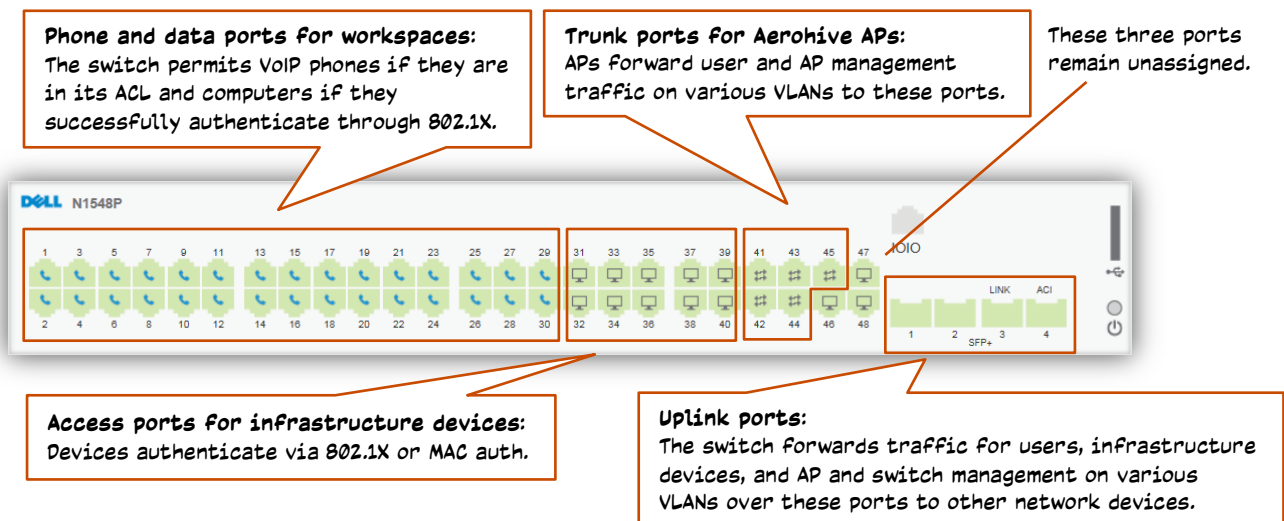 Phone and data ports for workspaces:
The switch permits VoIP phones if they are
in its ACL and computers if they
successfully authenticate through 802.1X.
Trunk ports for Aerohive APs:
APs forward user and AP management
traffic on various VLANs to these ports.
These three ports
remain unassigned.
DELL N1548P
1 3 5 7 9 11 13 15 17 19 21 23 25 27 29 31 33 35 37 39 41 43 45 47
IOIO
LINK ACI
2 4 6 8 10 12 14 16 18 20 22 24 26 28 30 32 34 36 38 40 42 44 46 48
1 2 3 4
SFP+
Access ports for infrastructure devices:
Devices authenticate via 802.1X or MAC auth.
Uplink ports:
The switch forwards traffic for users, infrastructure
devices, and AP and switch management on various
VLANs over these ports to other network devices.